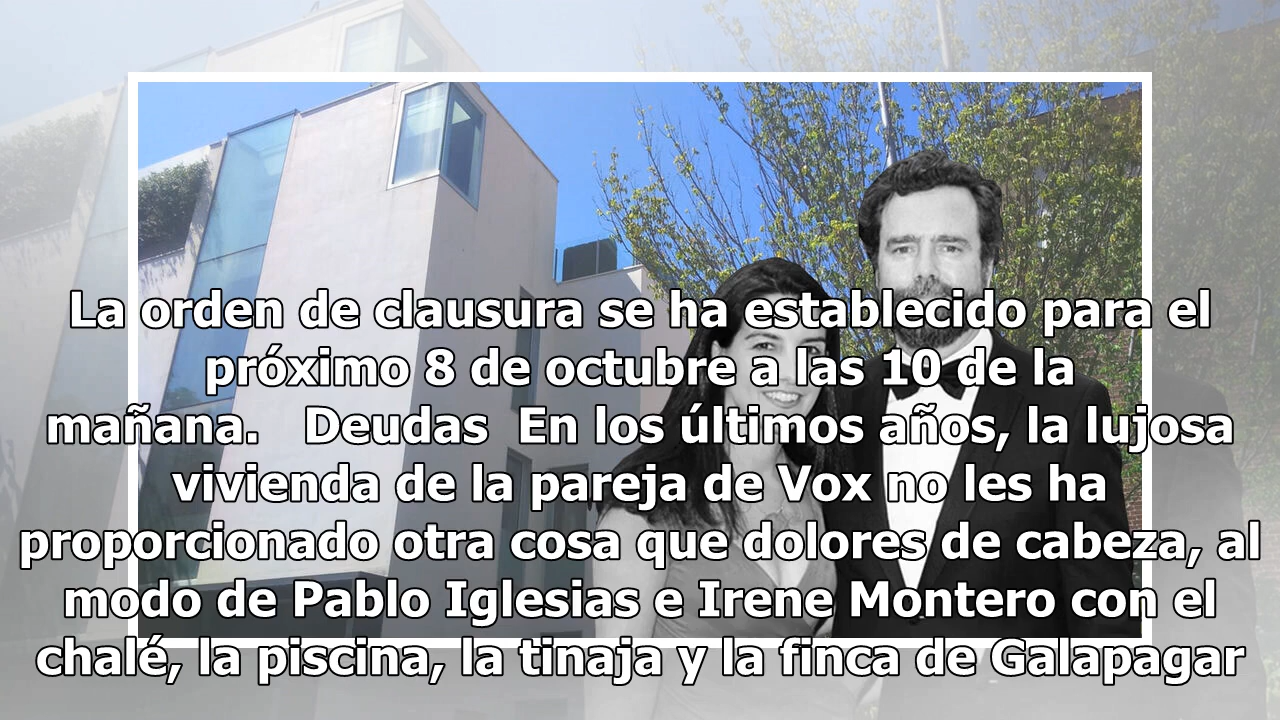 La orden de clausura se ha establecido para el
próximo 8 de octubre a las 10 de la
mañana.   Deudas  En los últimos años, la lujosa
vivienda de la pareja de Vox no les ha
proporcionado otra cosa que dolores de cabeza, al
modo de Pablo Iglesias e Irene Montero con el
chalé, la piscina, la tinaja y la finca de Galapagar